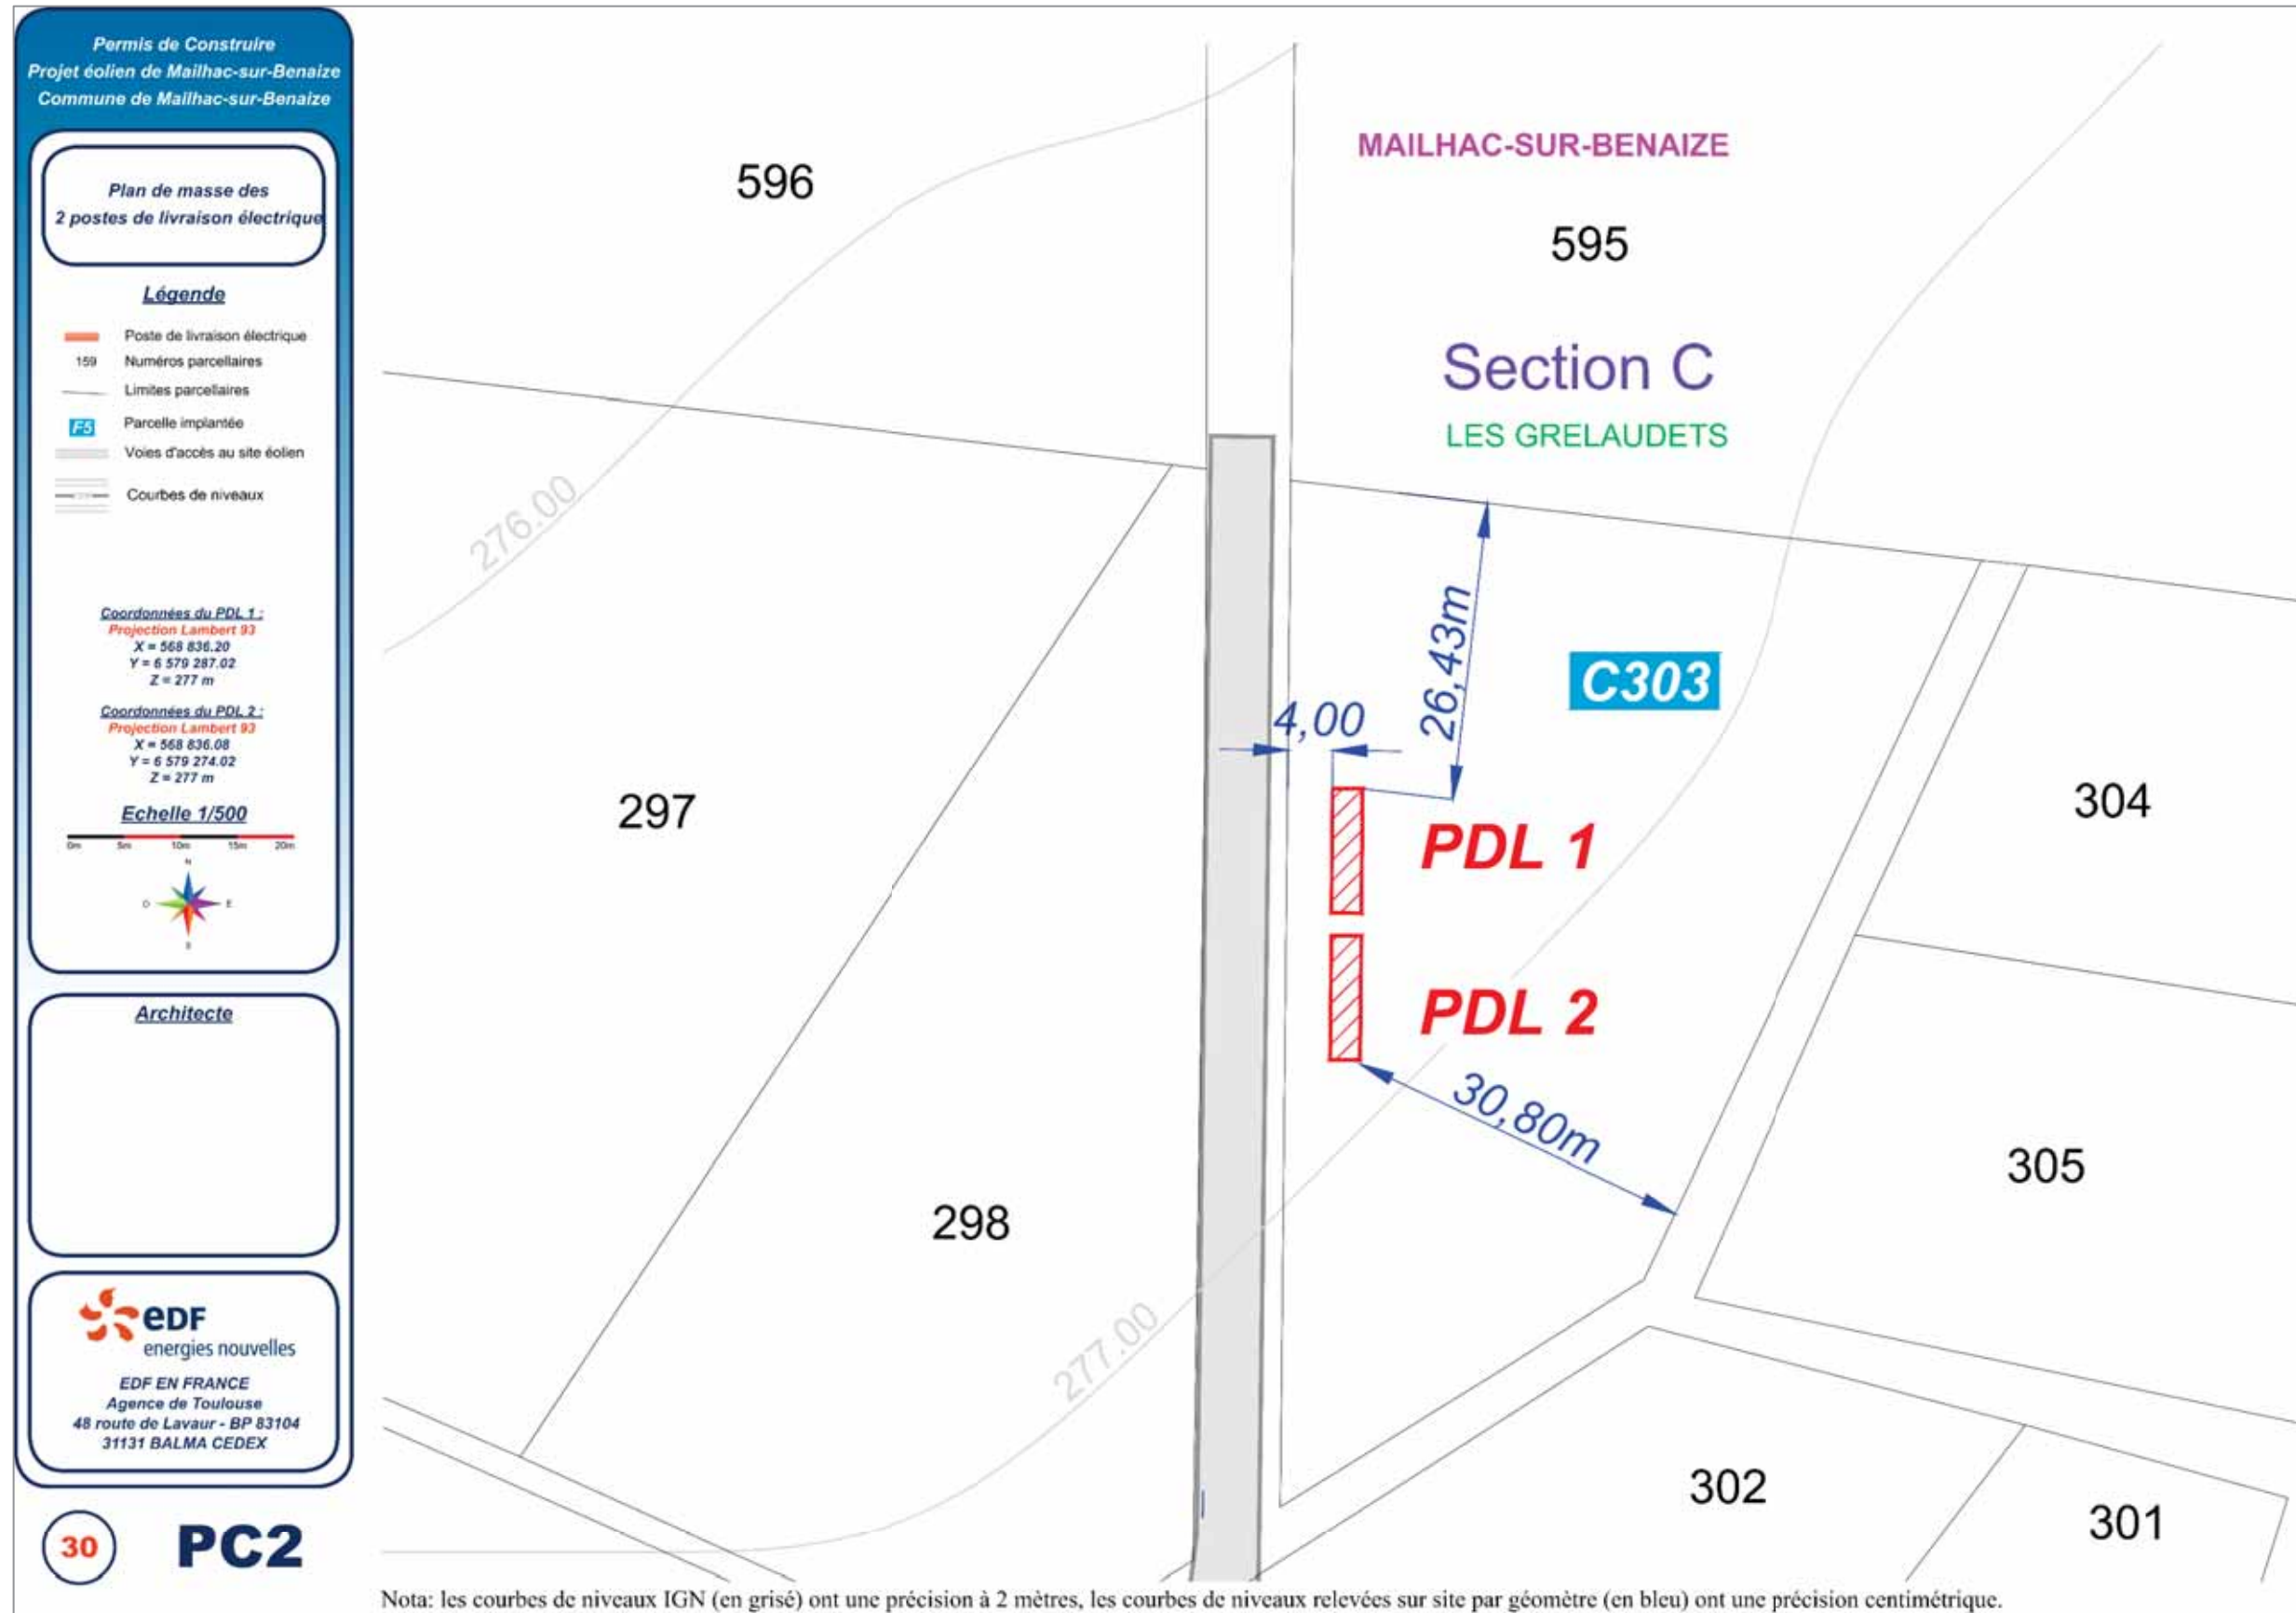 Permis de Construire
Projet éolien de Mailhac-sur-Benaize
Commune de Mailhac-sur-Benaize
Plan de masse des
2 postes de livraison électrique
Légende
Poste de livraison électrique
159 Numéros parcellaires
Limites parcellaires
F5 Parcelle implantée
Voies d'accès au site éolien
Courbes de niveaux
Coordonnées du PDL 1 :
Projection Lambert 93
X = 568 836.20
Y = 6 579 287.02
Z = 277 m
Coordonnées du PDL 2 :
Projection Lambert 93
X = 568 836.08
Y = 6 579 274.02
Z = 277 m
Echelle 1/500
0m 5m 10m 15m 20m
N
O E
S
Architecte
eDF
energies nouvelles
EDF EN FRANCE
Agence de Toulouse
48 route de Lavaur - BP 83104
31131 BALMA CEDEX
30 PC2
MAILHAC-SUR-BENAIZE
596
595
Section C
LES GRELAUDETS
276.00
26,43m
C303
4,00
297
304
PDL 1
PDL 2
30,80m
305
298
277.00
302
301
Nota: les courbes de niveaux IGN (en grisé) ont une précision à 2 mètres, les courbes de niveaux relevées sur site par géomètre (en bleu) ont une précision centimétrique.